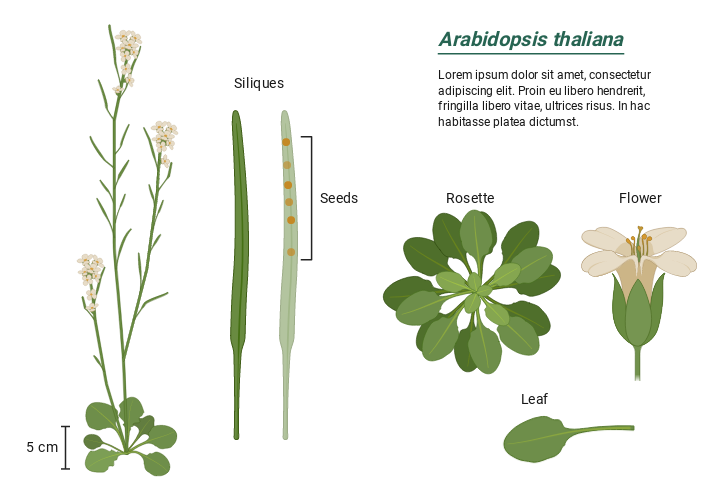 Arabidopsis thaliana
Lorem ipsum dolor sit amet, consectetur
adipiscing elit. Proin eu libero hendrerit,
fringilla libero vitae, ultrices risus. In hac
habitasse platea dictumst.
Siliques
Seeds
Rosette
Flower
Leaf
5 cm